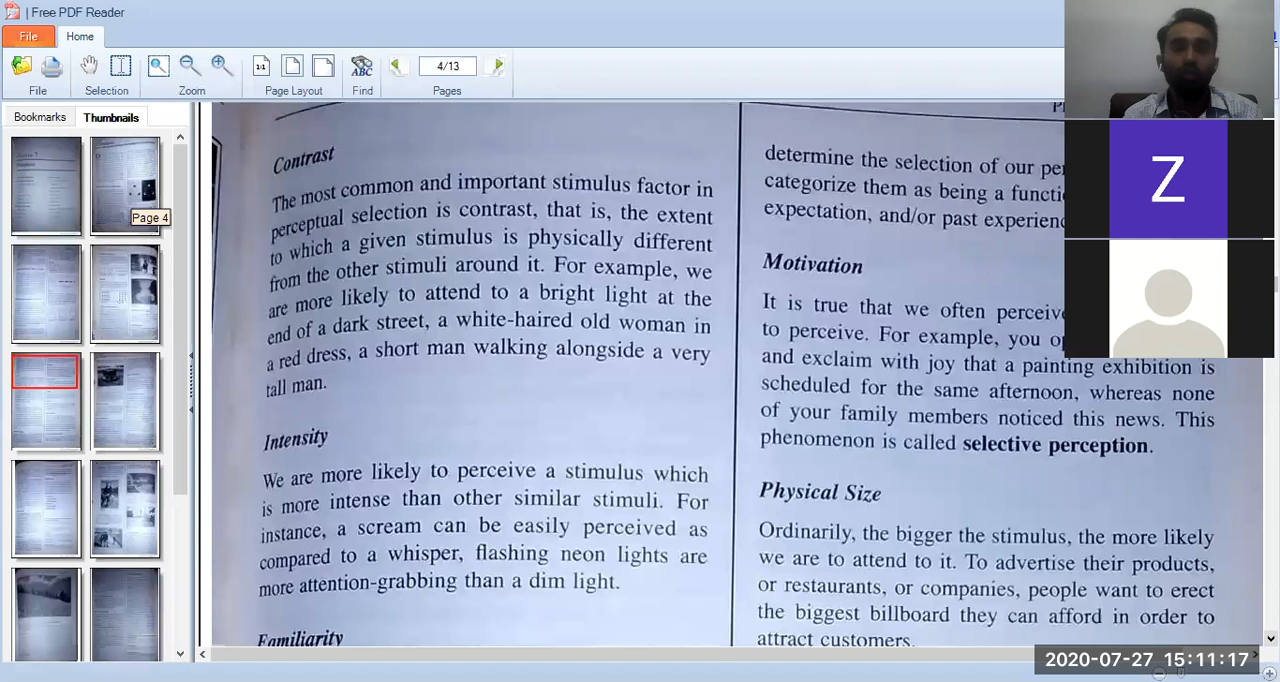 | Free PDF Reader
File
Home
File
Selection
Zoom
Page Layout
Find
Pages
1:1
ABC
4/13
Bookmarks
Thumbnails
Page 4
Contrast
The most common and important stimulus factor in
perceptual selection is contrast, that is, the extent
to which a given stimulus is physically different
from the other stimuli around it. For example, we
are more likely to attend to a bright light at the
end of a dark street, a white-haired old woman in
a red dress, a short man walking alongside a very
tall man.
Intensity
We are more likely to perceive a stimulus which
is more intense than other similar stimuli. For
instance, a scream can be easily perceived as
compared to a whisper, flashing neon lights are
more attention-grabbing than a dim light.
Familiarity
determine the selection of our
categorize them as being a
expectation, and/or past
Motivation
It is true that we often
to perceive. For example, you
and exclaim with joy that a painting exhibition is
scheduled for the same afternoon, whereas none
of your family members noticed this news. This
phenomenon is called selective perception.
Physical Size
Ordinarily, the bigger the stimulus, the more likely
we are to attend to it. To advertise their products,
or restaurants, or companies, people want to erect
the biggest billboard they can afford in order to
attract customers.
Z
2020-07-27 15:11:17